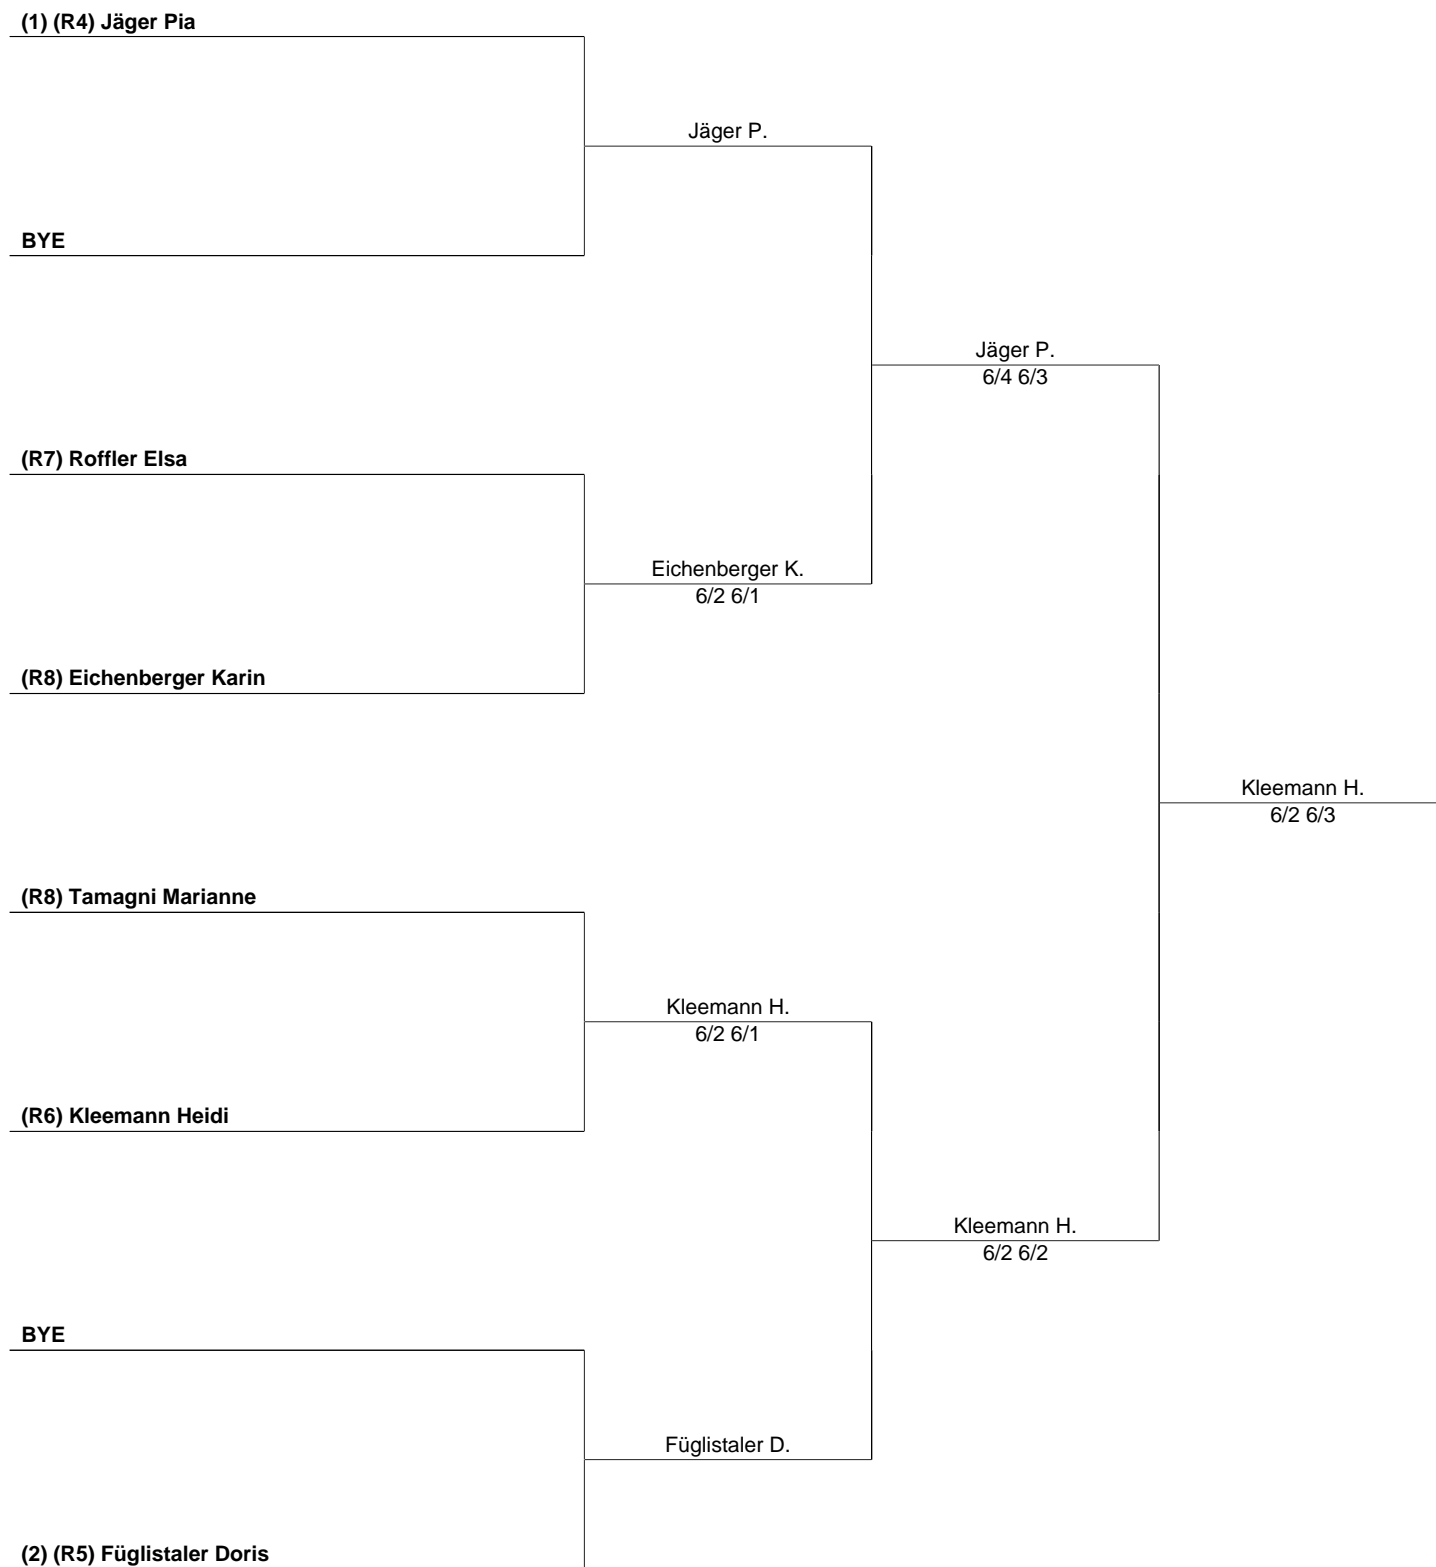 (1) (R4) Jäger Pia
Jäger P.
BYE
Jäger P.
6/4 6/3
(R7) Roffler Elsa
Eichenberger K.
6/2 6/1
(R8) Eichenberger Karin
Kleemann H.
6/2 6/3
(R8) Tamagni Marianne
Kleemann H.
6/2 6/1
(R6) Kleemann Heidi
Kleemann H.
6/2 6/2
BYE
Füglistaler D.
(2) (R5) Füglistaler Doris